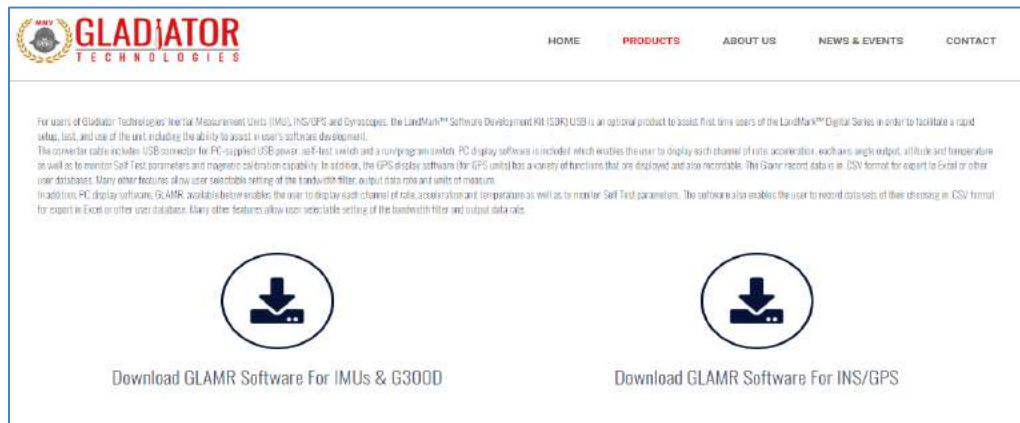 MMV
GLADiATOR
TECHNOLOGIES
HOME PRODUCTS ABOUT US NEWS & EVENTS CONTACT
For users of Gladiator Technologies' Inertial Measurement Units (IMU), INS/GPS and Gyroscopes, the LandMark™ Software Development Kit (SDK) USB is an optional product to assist first time users of the LandMark™ Digital Series in order to facilitate a rapid
setup, test, and use of the unit including the ability to assist in user's software development.
The converter cable includes USB connector for PC-supplied USB power, self-test switch and a run/program switch. PC display software is included which enables the user to display each channel of rate, acceleration, each axis angle output, altitude and temperature
as well as to monitor Self Test parameters and magnetic calibration capability. In addition, the GPS display software (for GPS units) has a variety of functions that are displayed and also recordable. The Glamr record data is in .CSV format for export to Excel or other
user databases. Many other features allow user selectable setting of the bandwidth filter, output data rate and units of measure.
In addition, PC display software, GLAMR, available below enables the user to display each channel of rate, acceleration and temperature as well as to monitor Self Test parameters. The software also enables the user to record data sets of their choosing in .CSV format
for export in Excel or other user database. Many other features allow user selectable setting of the bandwidth filter and output data rate.
Download GLAMR Software For IMUs & G300D
Download GLAMR Software For INS/GPS